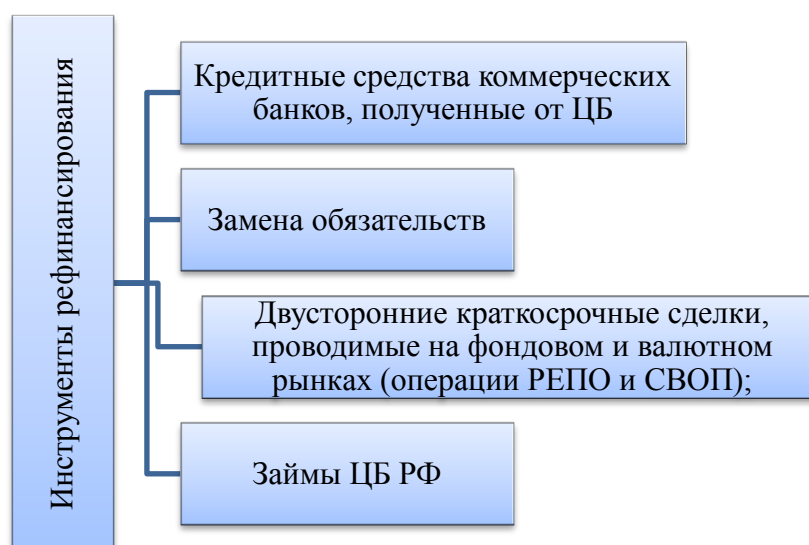 Инструменты рефинансирования
Кредитные средства коммерческих
банков, полученные от ЦБ
Замена обязательств
Двусторонние краткосрочные сделки,
проводимые на фондовом и валютном
рынках (операции РЕПО и СВОП);
Займы ЦБ РФ